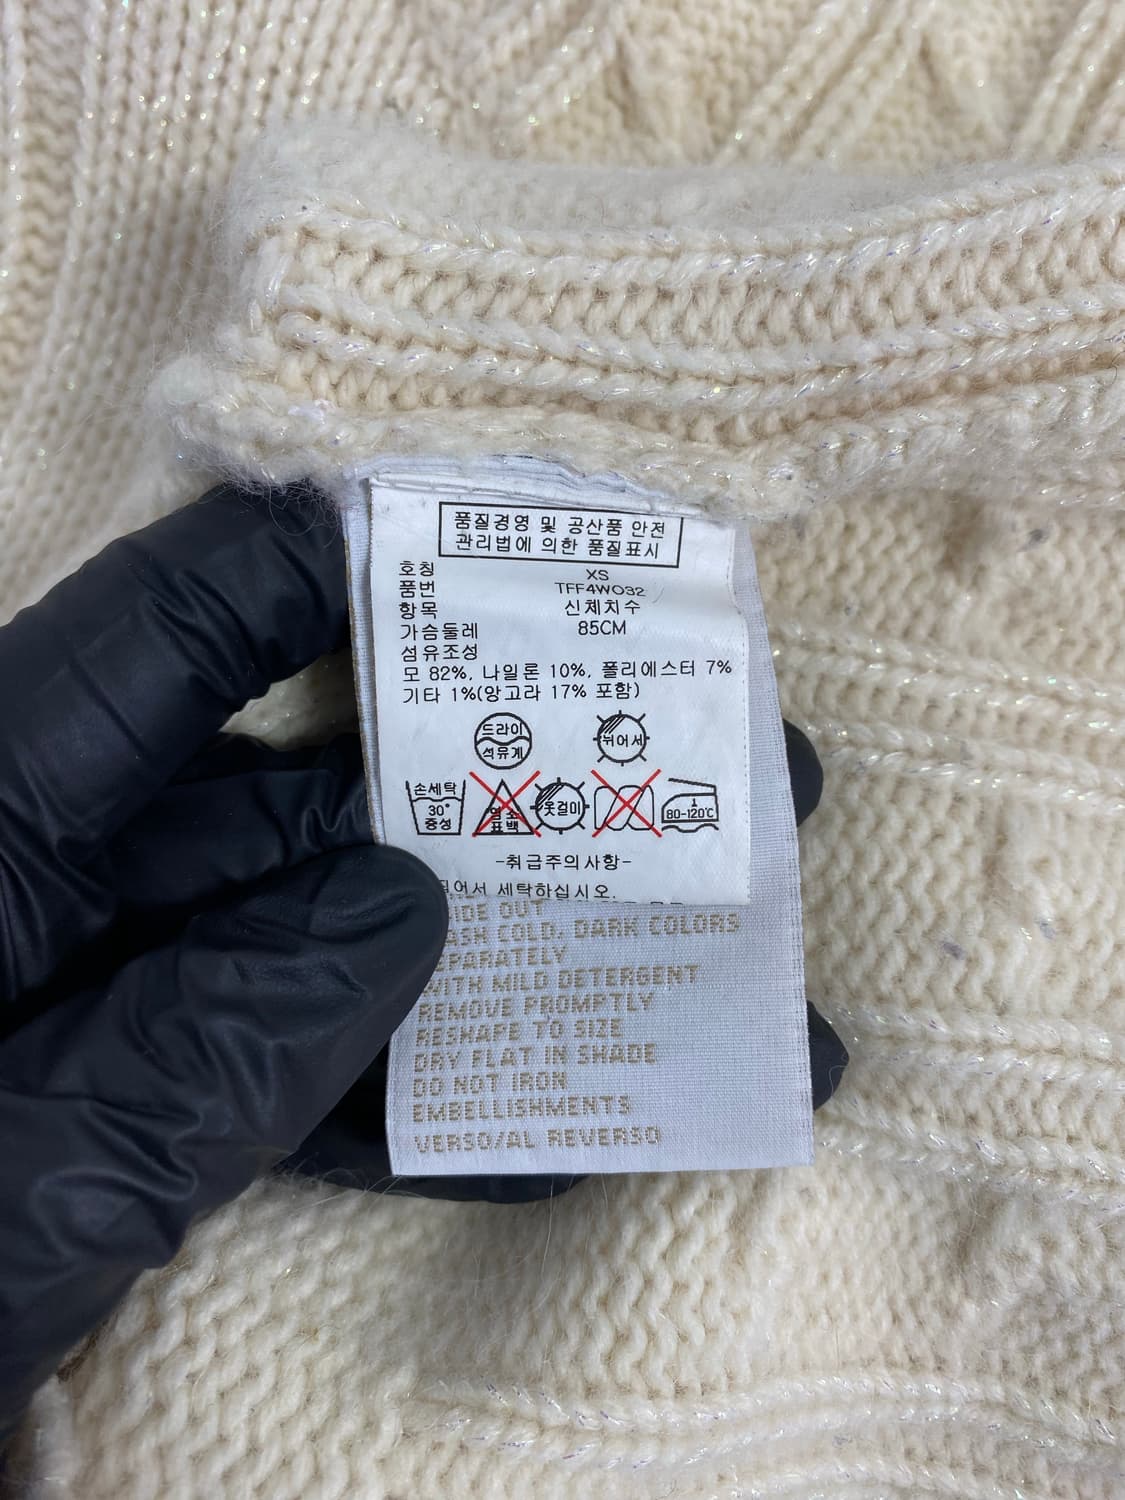 품질경영 및 공산품 안전
관리법에 의한 품질표시
호칭 XS
품번 TFF4WO32
항목 신체치수
가슴둘레 85CM
섬유조성
모 82%, 나일론 10%, 폴리에스터 7%
기타 1%(앙고라 17% 포함)
드라이
석유계
뉘어서
손세탁
30°
중성
염소
표백
옷걸이
80-120℃
-취급주의사항-
세탁하십시오.
OUT
COLD. DARK COLORS
WITH MILD DETERGENT
REMOVE PROMPTLY
RESHAPE TO SIZE
DRY FLAT IN SHADE
DO NOT IRON
EMBELLISHMENTS
VERSO/AL REVERSO